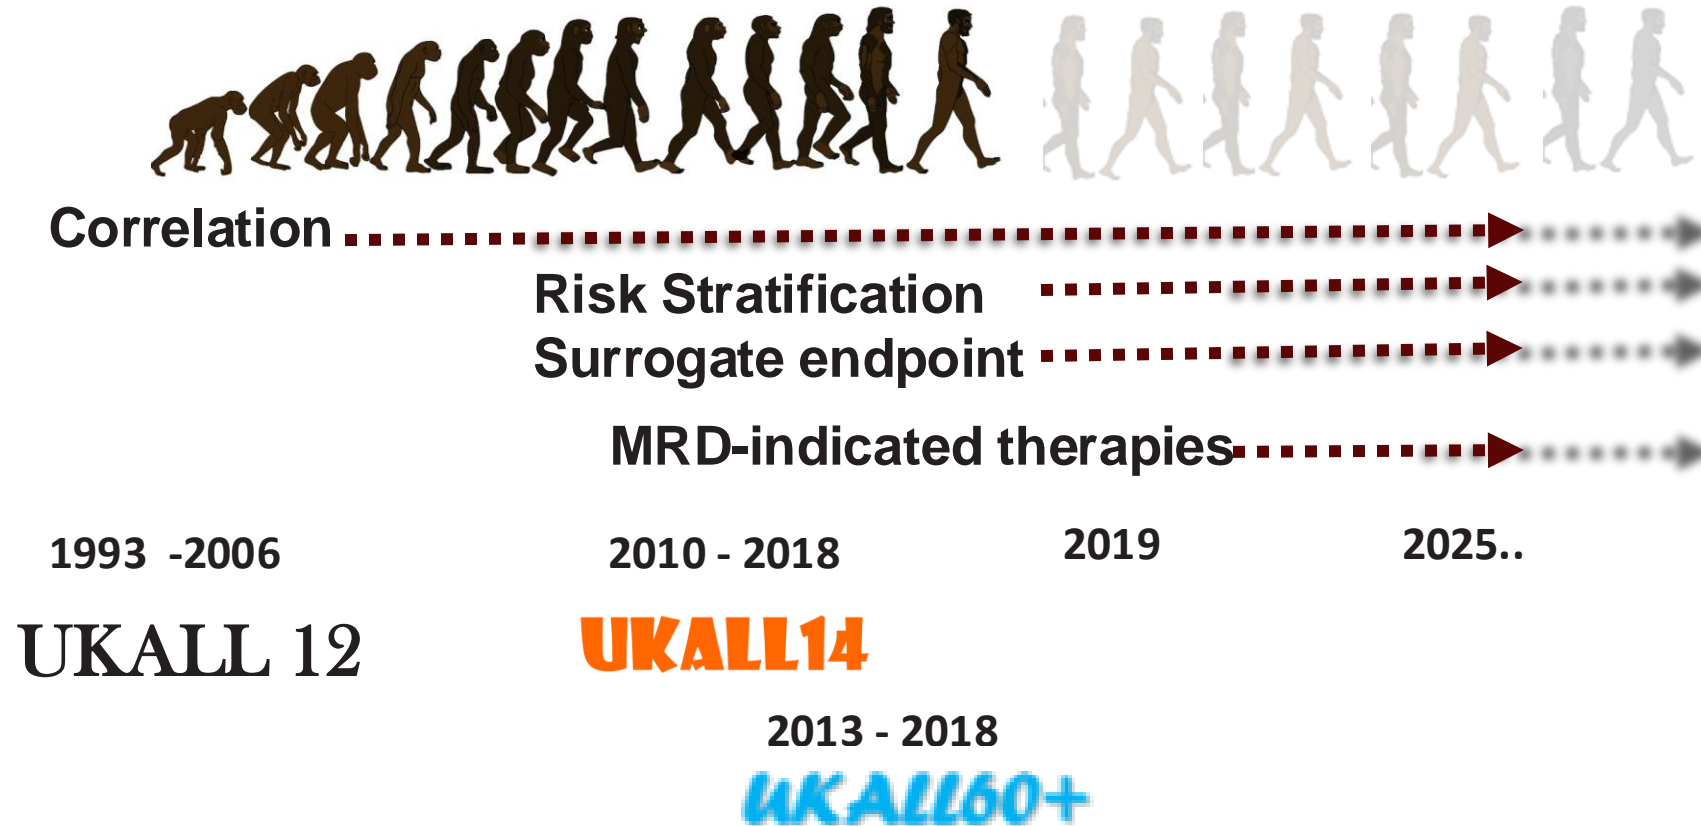 Correlation
Risk Stratification
Surrogate endpoint
MRD-indicated therapies
1993 -2006
2010 - 2018
2019
2025..
UKALL 12
UKALL14
2013 - 2018
UKALL60+